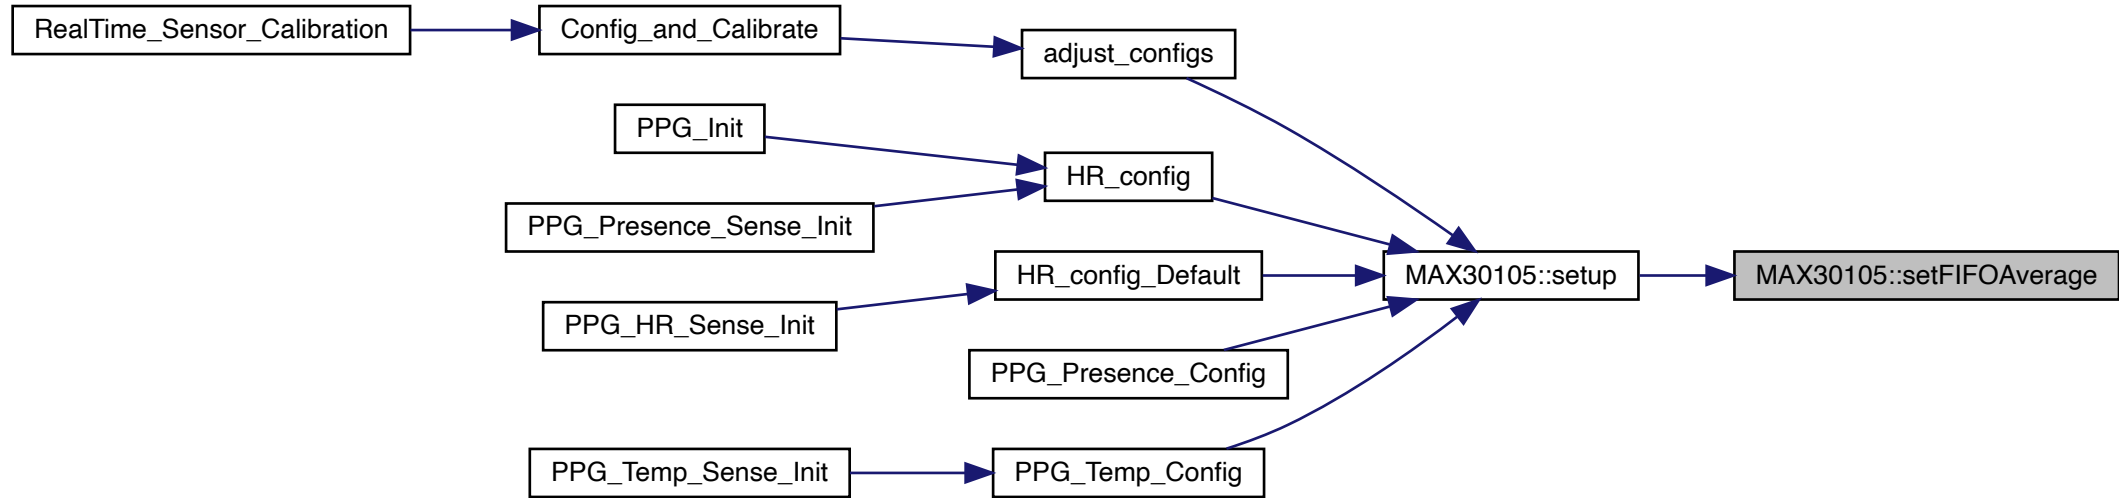 RealTime_Sensor_Calibration
Config_and_Calibrate
adjust_configs
PPG_Init
HR_config
PPG_Presence_Sense_Init
HR_config_Default
MAX30105::setup
MAX30105::setFIFOAverage
PPG_HR_Sense_Init
PPG_Presence_Config
PPG_Temp_Sense_Init
PPG_Temp_Config